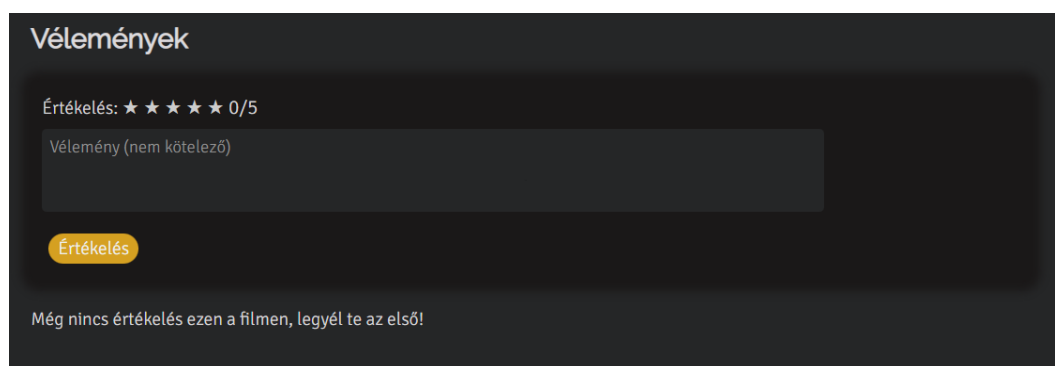 Vélemények
Értékelés: ★ ★ ★ ★ ★ 0/5
Vélemény (nem kötelező)
Értékelés
Még nincs értékelés ezen a filmen, legyél te az első!